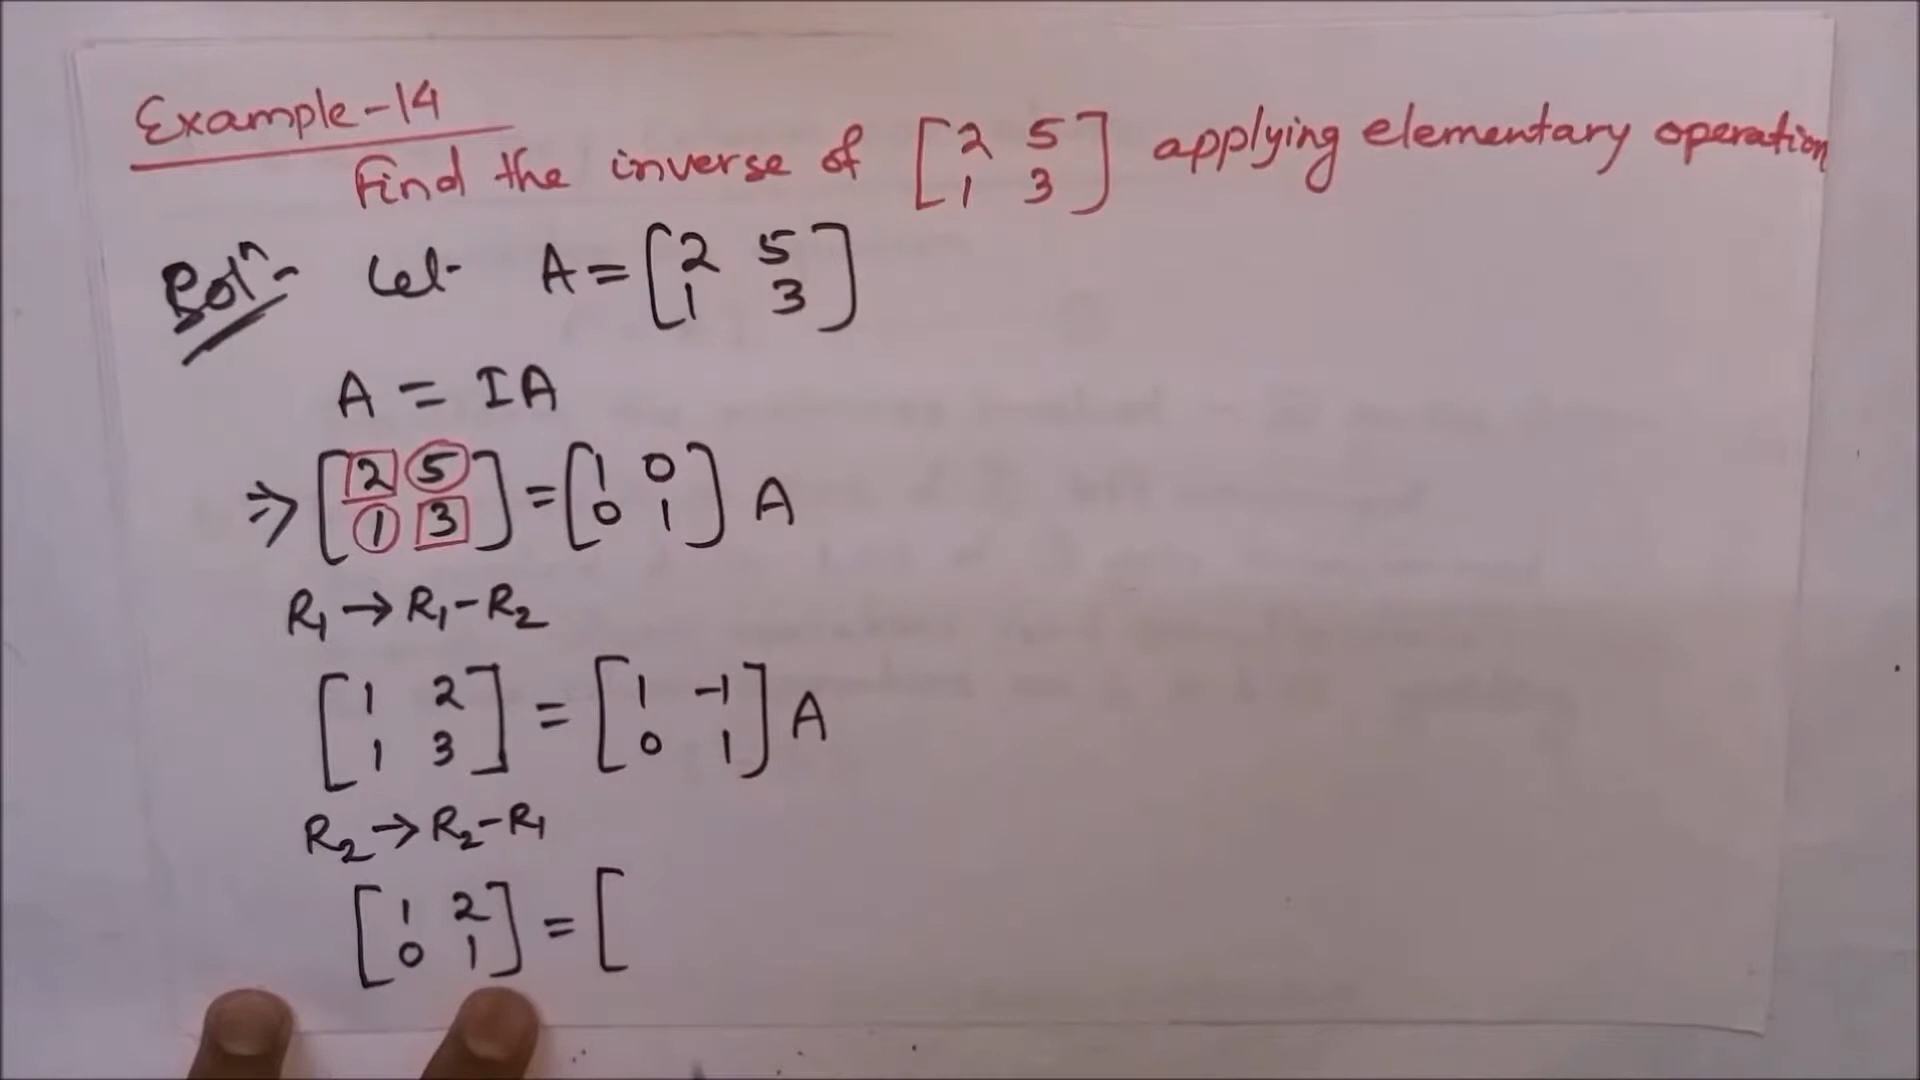 Example-14
Find the inverse of [2 5
1 3] applying elementary operation
Solⁿ- Let A = [2 5
1 3]
A = IA
⇒ [2 5
1 3] = [1 0
0 1] A
R₁ → R₁ - R₂
[1 2
1 3] = [1 -1
0 1] A
R₂ → R₂ - R₁
[1 2
0 1] = [